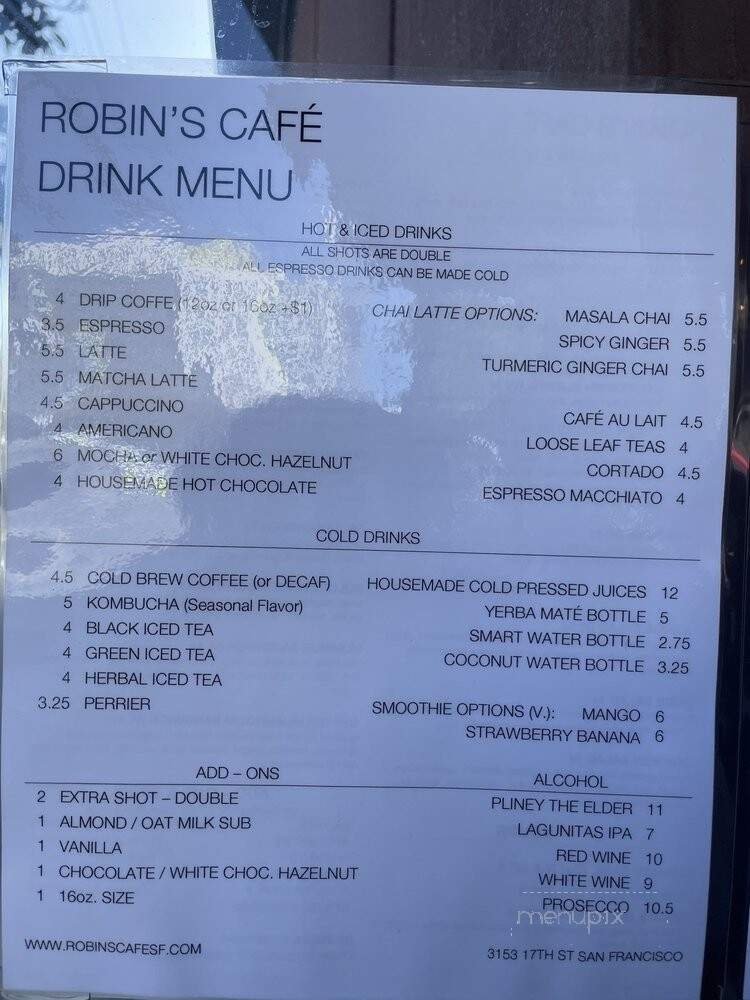 ROBIN'S CAFÉ
DRINK MENU
HOT & ICED DRINKS
ALL SHOTS ARE DOUBLE
ALL ESPRESSO DRINKS CAN BE MADE COLD
4 DRIP COFFE (12oz or 16oz +$1)
3.5 ESPRESSO
5.5 LATTE
5.5 MATCHA LATTE
4.5 CAPPUCCINO
4 AMERICANO
6 MOCHA or WHITE CHOC. HAZELNUT
4 HOUSEMADE HOT CHOCOLATE
CHAI LATTE OPTIONS: MASALA CHAI 5.5
SPICY GINGER 5.5
TURMERIC GINGER CHAI 5.5
CAFÉ AU LAIT 4.5
LOOSE LEAF TEAS 4
CORTADO 4.5
ESPRESSO MACCHIATO 4
COLD DRINKS
4.5 COLD BREW COFFEE (or DECAF)
5 KOMBUCHA (Seasonal Flavor)
4 BLACK ICED TEA
4 GREEN ICED TEA
4 HERBAL ICED TEA
3.25 PERRIER
HOUSEMADE COLD PRESSED JUICES 12
YERBA MATÉ BOTTLE 5
SMART WATER BOTTLE 2.75
COCONUT WATER BOTTLE 3.25
SMOOTHIE OPTIONS (V.): MANGO 6
STRAWBERRY BANANA 6
ADD – ONS
2 EXTRA SHOT – DOUBLE
1 ALMOND / OAT MILK SUB
1 VANILLA
1 CHOCOLATE / WHITE CHOC. HAZELNUT
1 16oz. SIZE
ALCOHOL
PLINEY THE ELDER 11
LAGUNITAS IPA 7
RED WINE 10
WHITE WINE 9
PROSECCO 10.5
menupix
WWW.ROBINSCAFESF.COM
3153 17TH ST SAN FRANCISCO